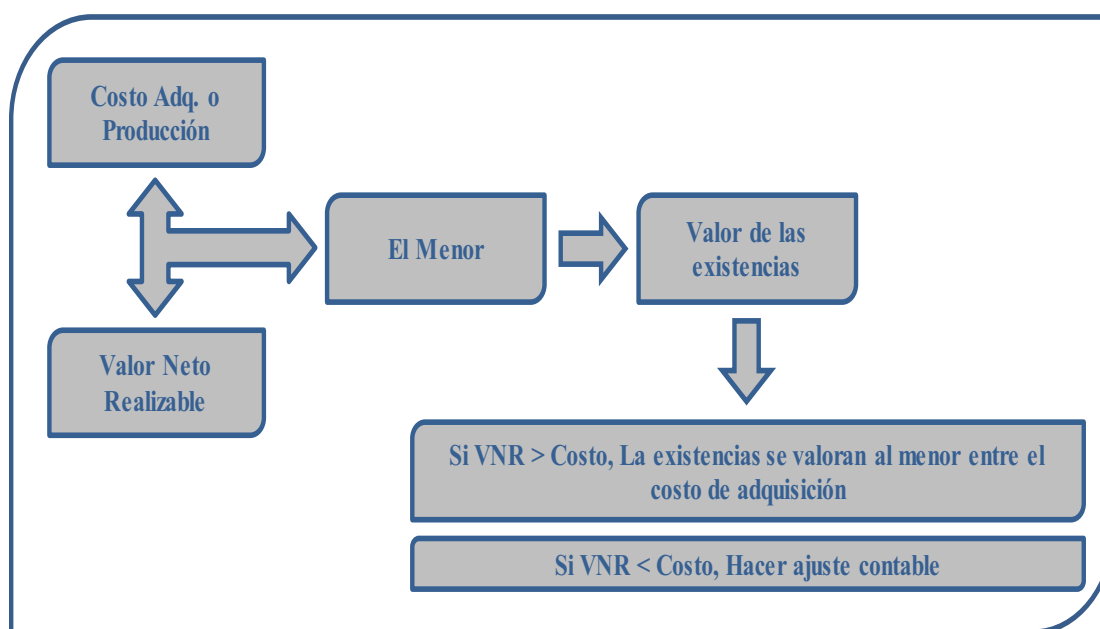 Costo Adq. o
Producción
El Menor
Valor de las
existencias
Valor Neto
Realizable
Si VNR > Costo, La existencias se valoran al menor entre el
costo de adquisición
Si VNR < Costo, Hacer ajuste contable